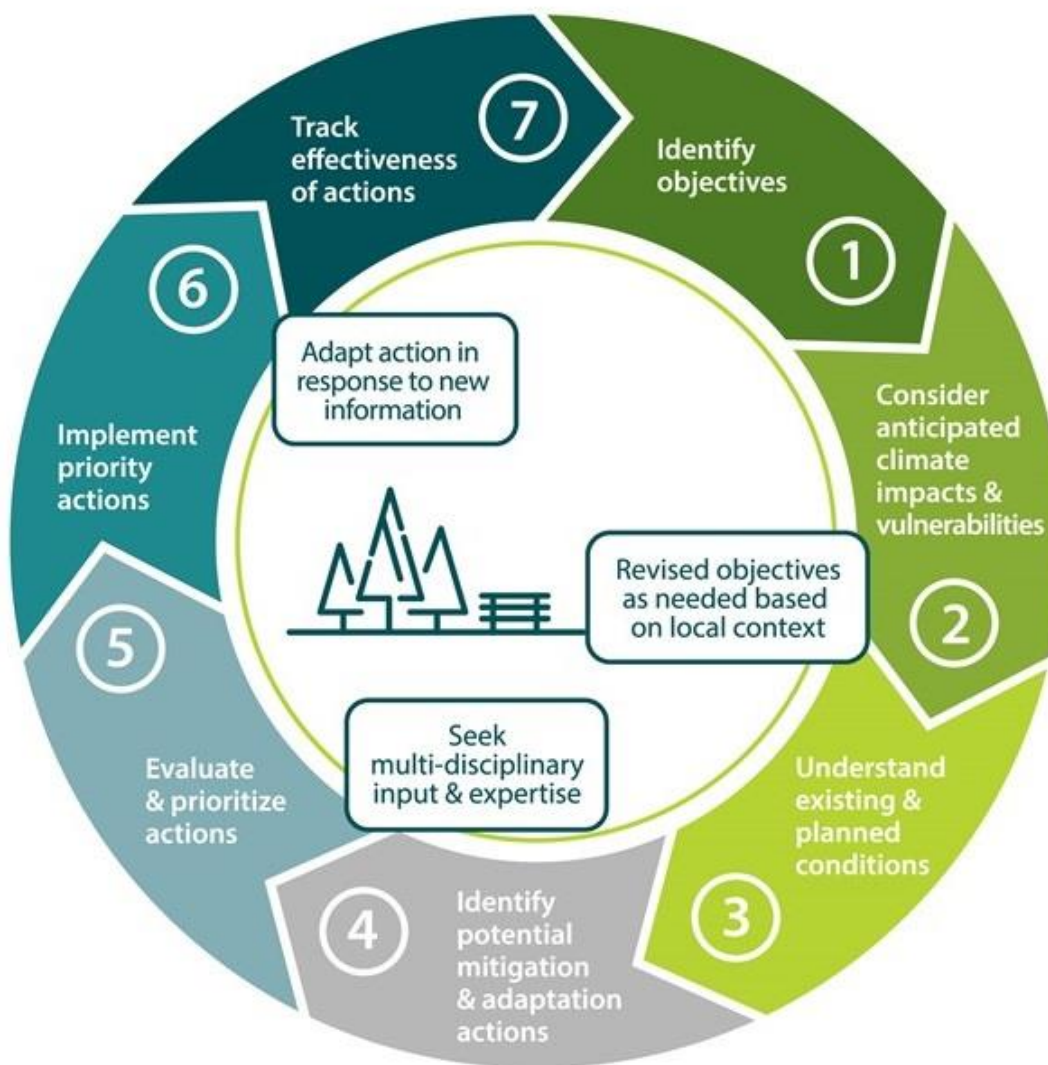 7
Track
effectiveness
of actions
Identify
objectives
1
6
Adapt action in
response to new
information
Consider
anticipated
climate
impacts &
vulnerabilities
Implement
priority
actions
Revised objectives
as needed based
on local context
2
5
Seek
multi-disciplinary
input & expertise
Evaluate
& prioritize
actions
Understand
existing &
planned
conditions
3
4
Identify
potential
mitigation
& adaptation
actions